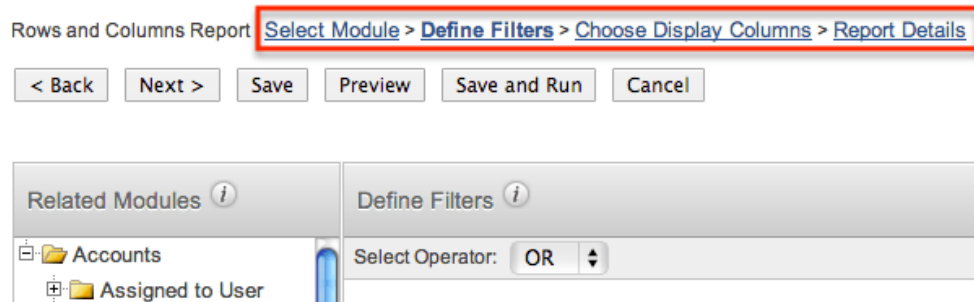 Rows and Columns Report Select Module > Define Filters > Choose Display Columns > Report Details
< Back Next > Save Preview Save and Run Cancel
Related Modules i Define Filters i
Accounts Select Operator: OR
Assigned to User